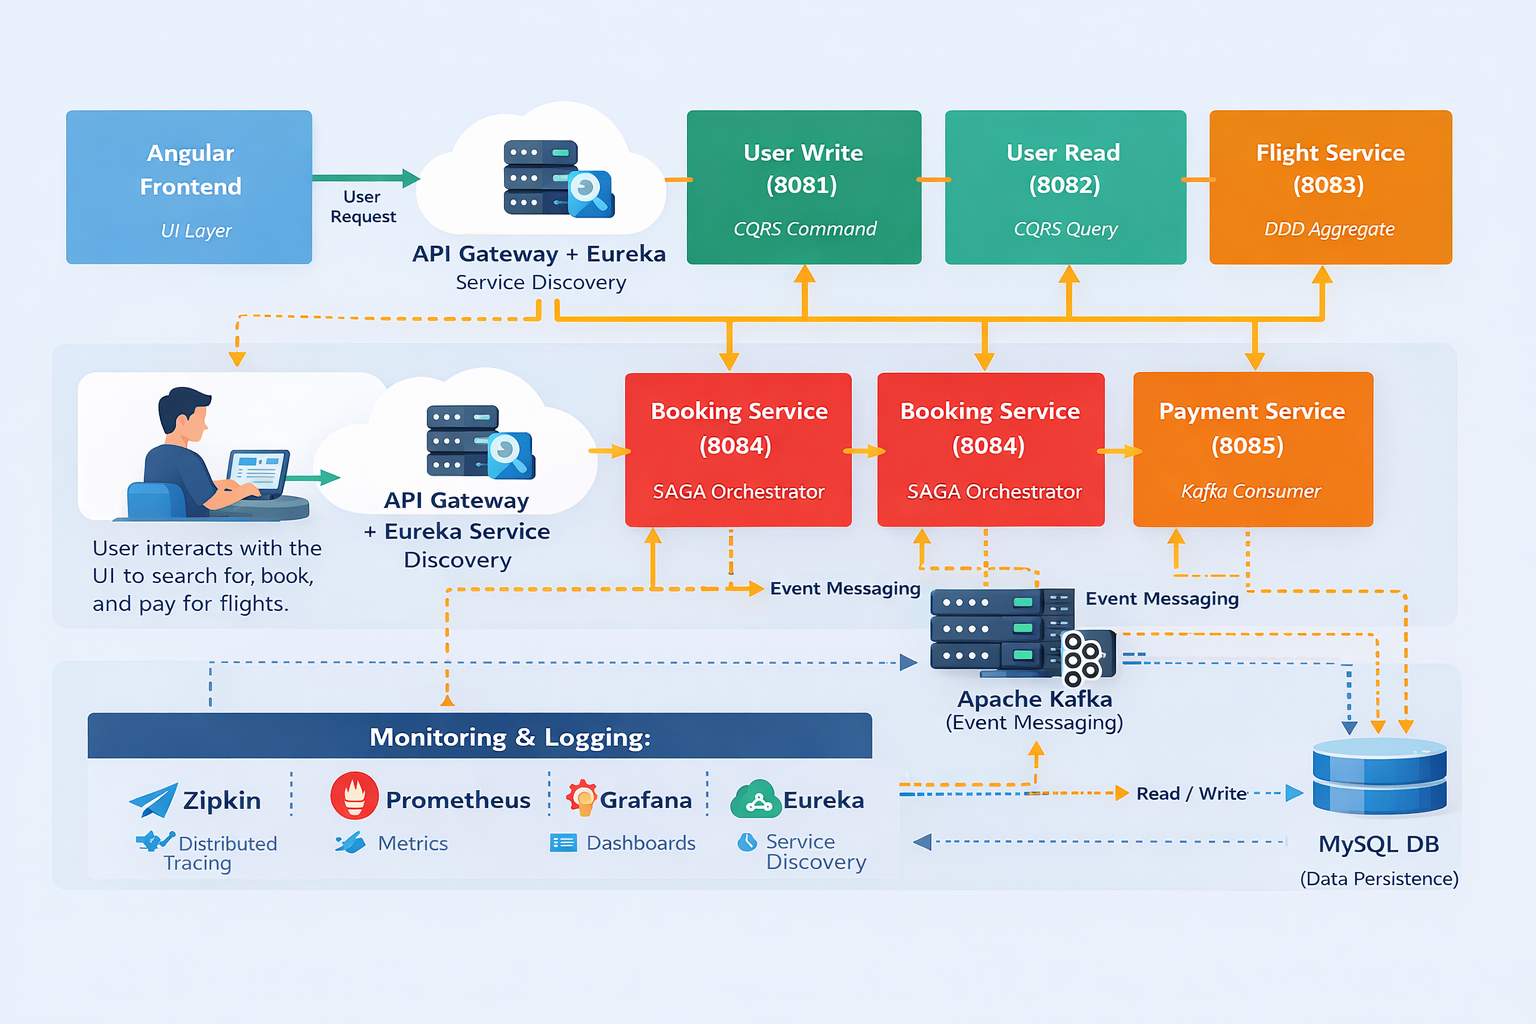 Angular
Frontend
UI Layer
User
Request
API Gateway + Eureka
Service Discovery
User Write
(8081)
CQRS Command
User Read
(8082)
CQRS Query
Flight Service
(8083)
DDD Aggregate
User interacts with the
UI to search for, book,
and pay for flights.
API Gateway
+ Eureka Service
Discovery
Booking Service
(8084)
SAGA Orchestrator
Booking Service
(8084)
SAGA Orchestrator
Payment Service
(8085)
Kafka Consumer
Event Messaging
Event Messaging
Apache Kafka
(Event Messaging)
Monitoring & Logging:
Zipkin
Distributed
Tracing
Prometheus
Metrics
Grafana
Dashboards
Eureka
Service
Discovery
Read / Write
MySQL DB
(Data Persistence)